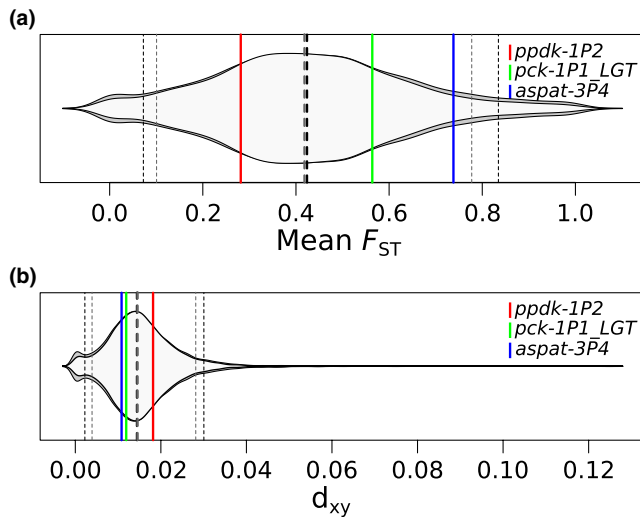 (a)
ppdk-1P2
pck-1P1_LGT
aspat-3P4
0.0 0.2 0.4 0.6 0.8 1.0
Mean FST
(b)
ppdk-1P2
pck-1P1_LGT
aspat-3P4
0.00 0.02 0.04 0.06 0.08 0.10 0.12
dxy